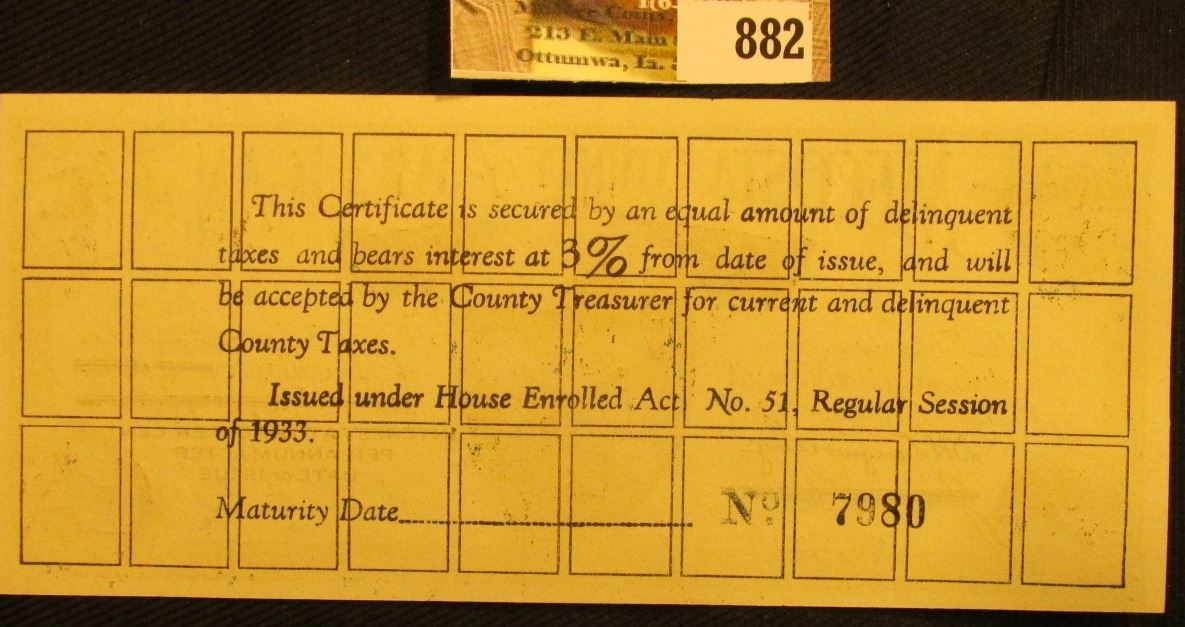 882
213 E. Main
Ottumwa, Ia.
This Certificate is secured by an equal amount of delinquent
taxes and bears interest at 3% from date of issue, and will
be accepted by the County Treasurer for current and delinquent
County Taxes.
Issued under House Enrolled Act No. 51, Regular Session
of 1933.
Maturity Date
No. 7980